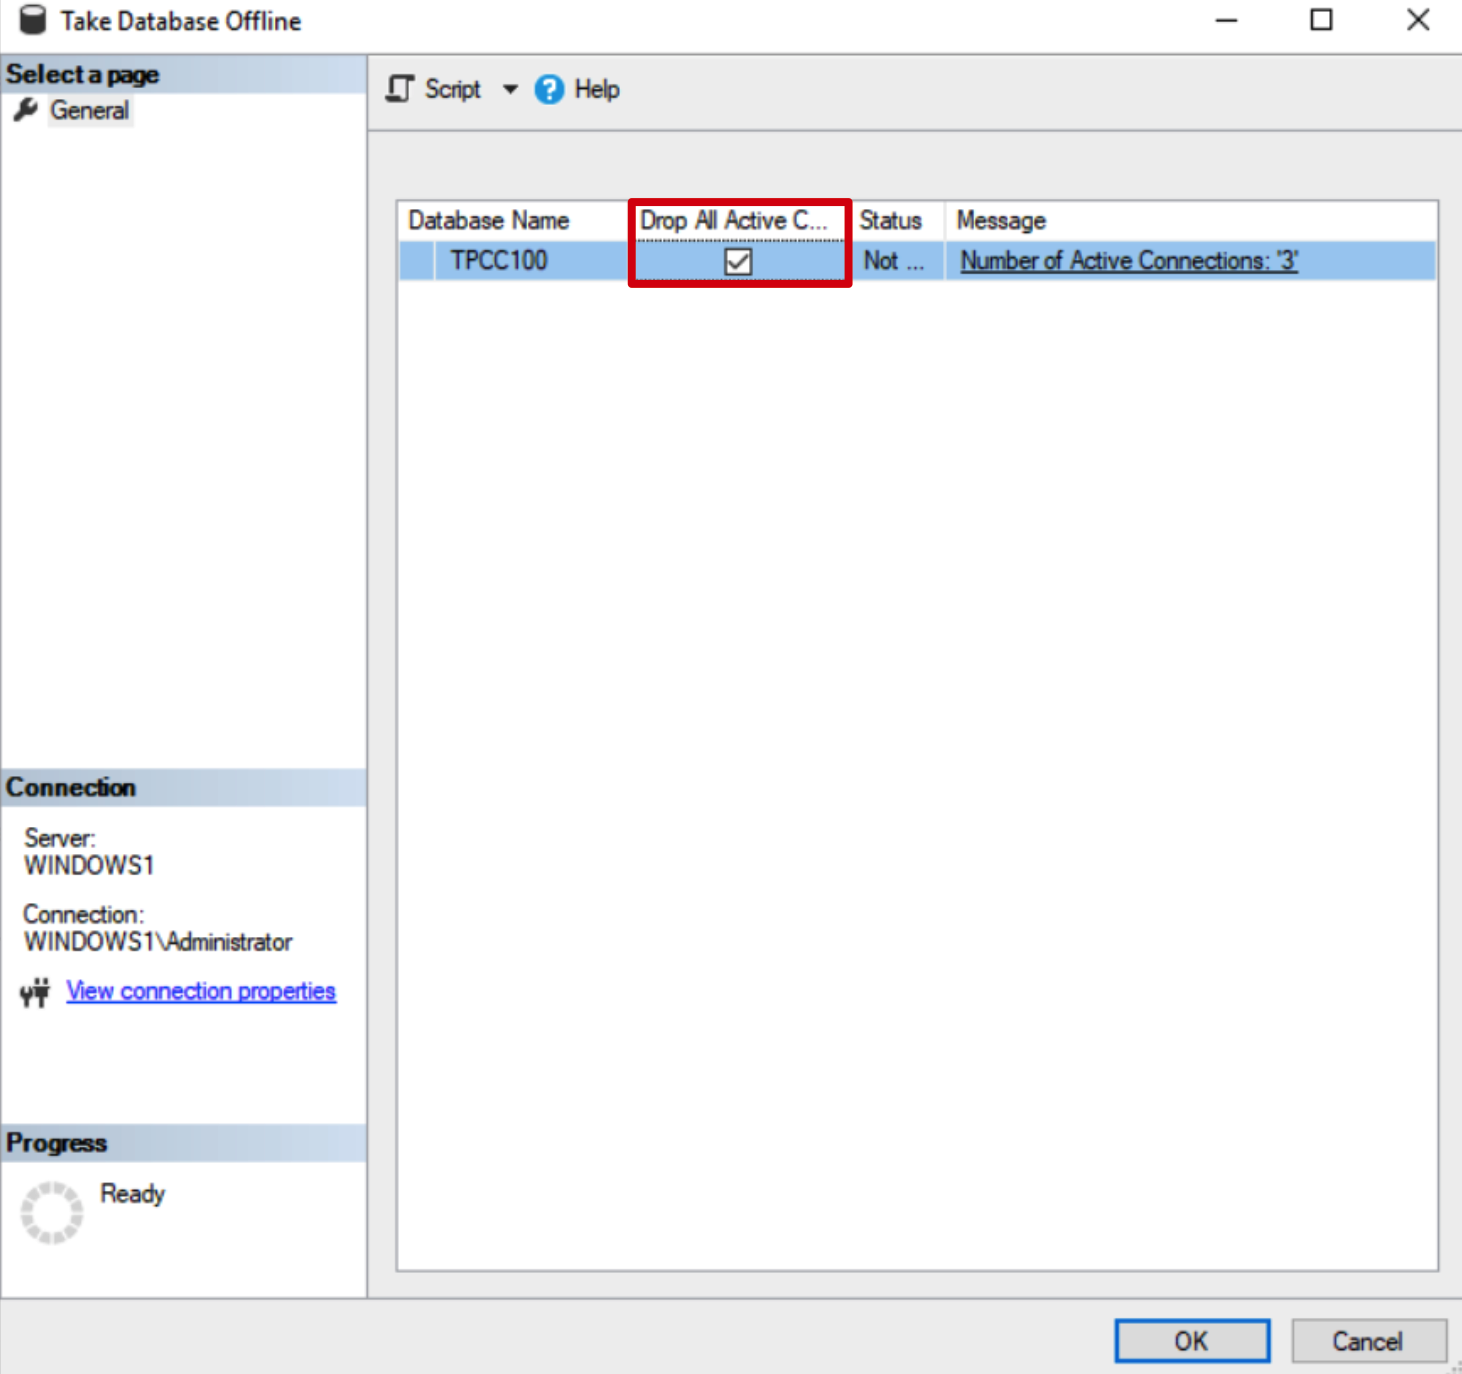 Take Database Offline
Select a page
General
Script
Help
Database Name Drop All Active C... Status Message
TPCC100 Not ... Number of Active Connections: '3'
Connection
Server:
WINDOWS1
Connection:
WINDOWS1\Administrator
View connection properties
Progress
Ready
OK
Cancel